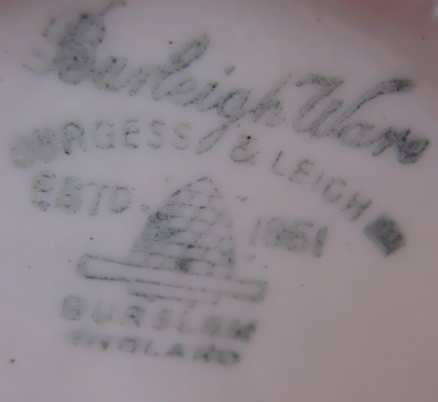 Burleigh Ware
BURGESS & LEIGH
ESTD. 1851
BURSLEM
ENGLAND